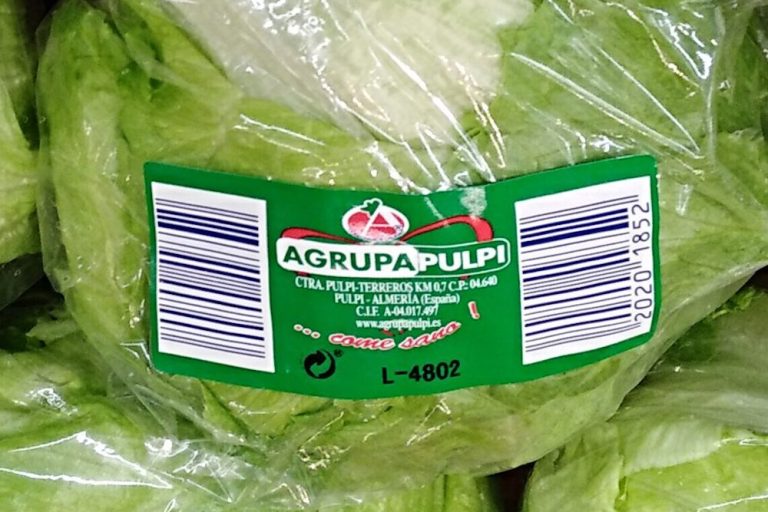 AGRUPAPULPI
CTRA. PULPI-TERREROS KM 0,7 C.P.: 04.640
PULPI - ALMERÍA (España)
C.I.F. A-04.017.497
www.agrupapulpi.es
... come sano !
L-4802
2020 1852